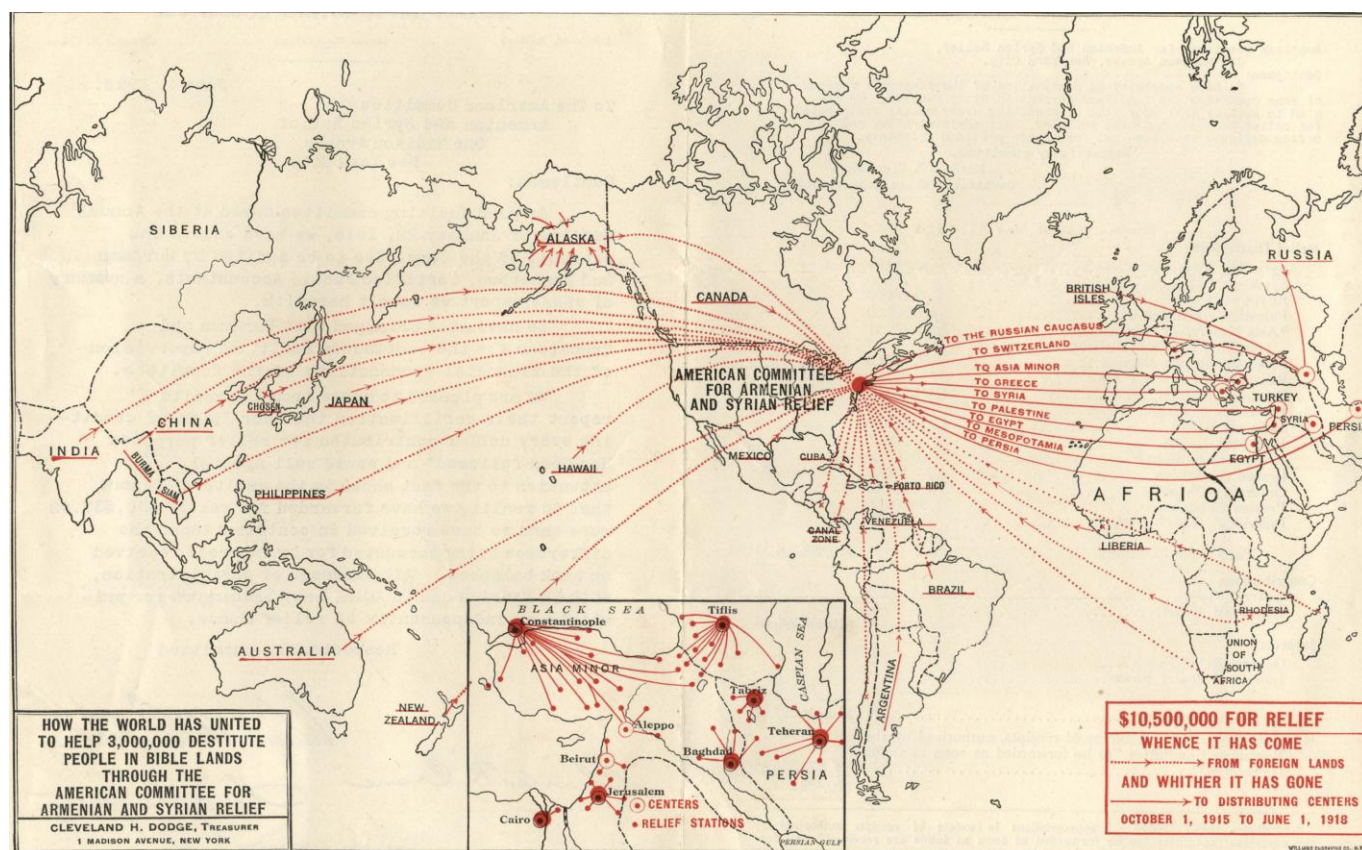 SIBERIA
ALASKA
CANADA
BRITISH
ISLES
RUSSIA
TO THE RUSSIAN CAUCASUS
TO SWITZERLAND
TO ASIA MINOR
TO GREECE
TO SYRIA
TO PALESTINE
TO EGYPT
TO MESOPOTAMIA
TO PERSIA
AMERICAN COMMITTEE
FOR ARMENIAN
AND SYRIAN RELIEF
TURKEY
SYRIA
PERSIA
EGYPT
CHOSEN
JAPAN
CHINA
INDIA
BURMA
SIAM
PHILIPPINES
HAWAII
MEXICO
CUBA
PORTO RICO
CANAL
ZONE
VENEZUELA
BRAZIL
ARGENTINA
AFRICA
LIBERIA
RHODESIA
UNION OF
SOUTH
AFRICA
AUSTRALIA
NEW
ZEALAND
BLACK SEA
Constantinople
Tiflis
ASIA MINOR
CASPIAN SEA
Tabriz
Aleppo
Teheran
Baghdad
Beirut
PERSIA
Jerusalem
Cairo
CENTERS
RELIEF STATIONS
PERSIAN GULF
HOW THE WORLD HAS UNITED
TO HELP 3,000,000 DESTITUTE
PEOPLE IN BIBLE LANDS
THROUGH THE
AMERICAN COMMITTEE FOR
ARMENIAN AND SYRIAN RELIEF
CLEVELAND H. DODGE, TREASURER
1 MADISON AVENUE, NEW YORK
$10,500,000 FOR RELIEF
WHENCE IT HAS COME
FROM FOREIGN LANDS
AND WHITHER IT HAS GONE
TO DISTRIBUTING CENTERS
OCTOBER 1, 1915 TO JUNE 1, 1918